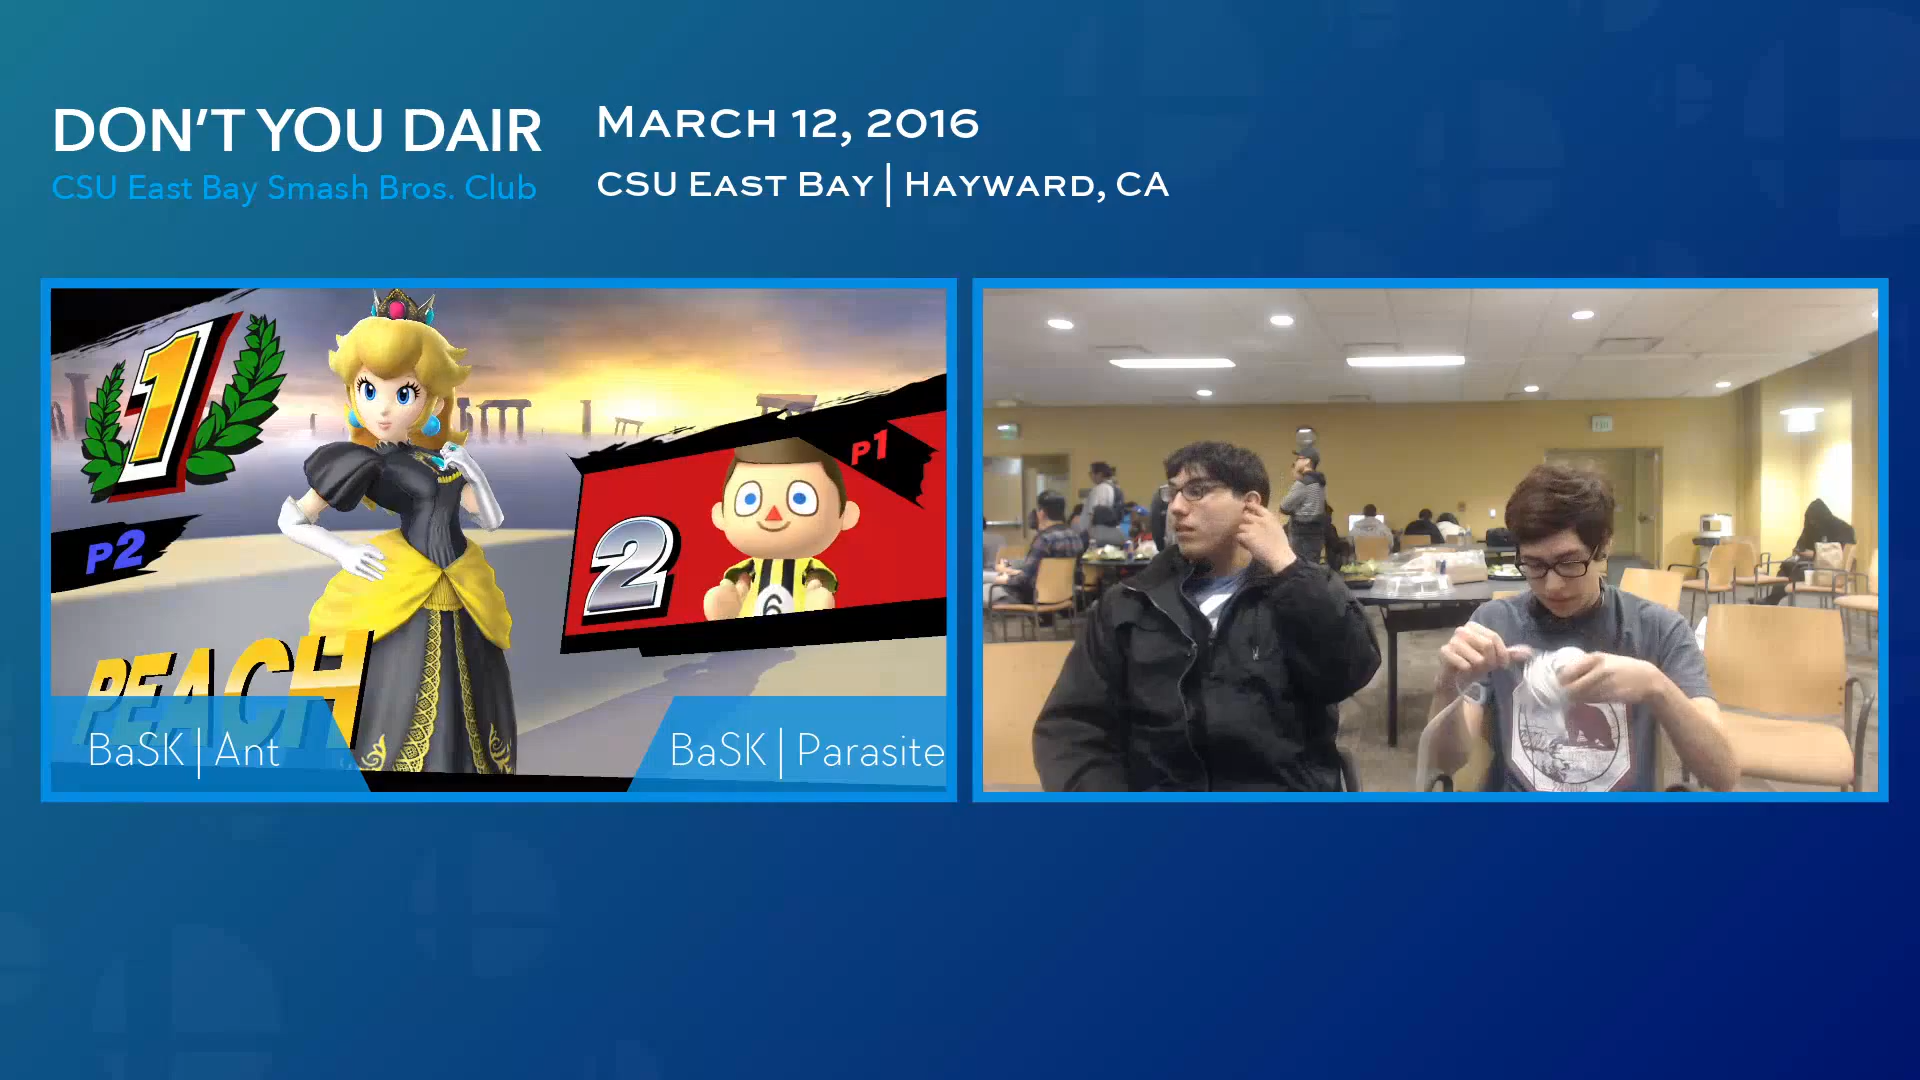 DON'T YOU DAIR
CSU East Bay Smash Bros. Club
MARCH 12, 2016
CSU EAST BAY | HAYWARD, CA
1
P2
PEACH
P1
2
6
BaSK | Ant
BaSK | Parasite